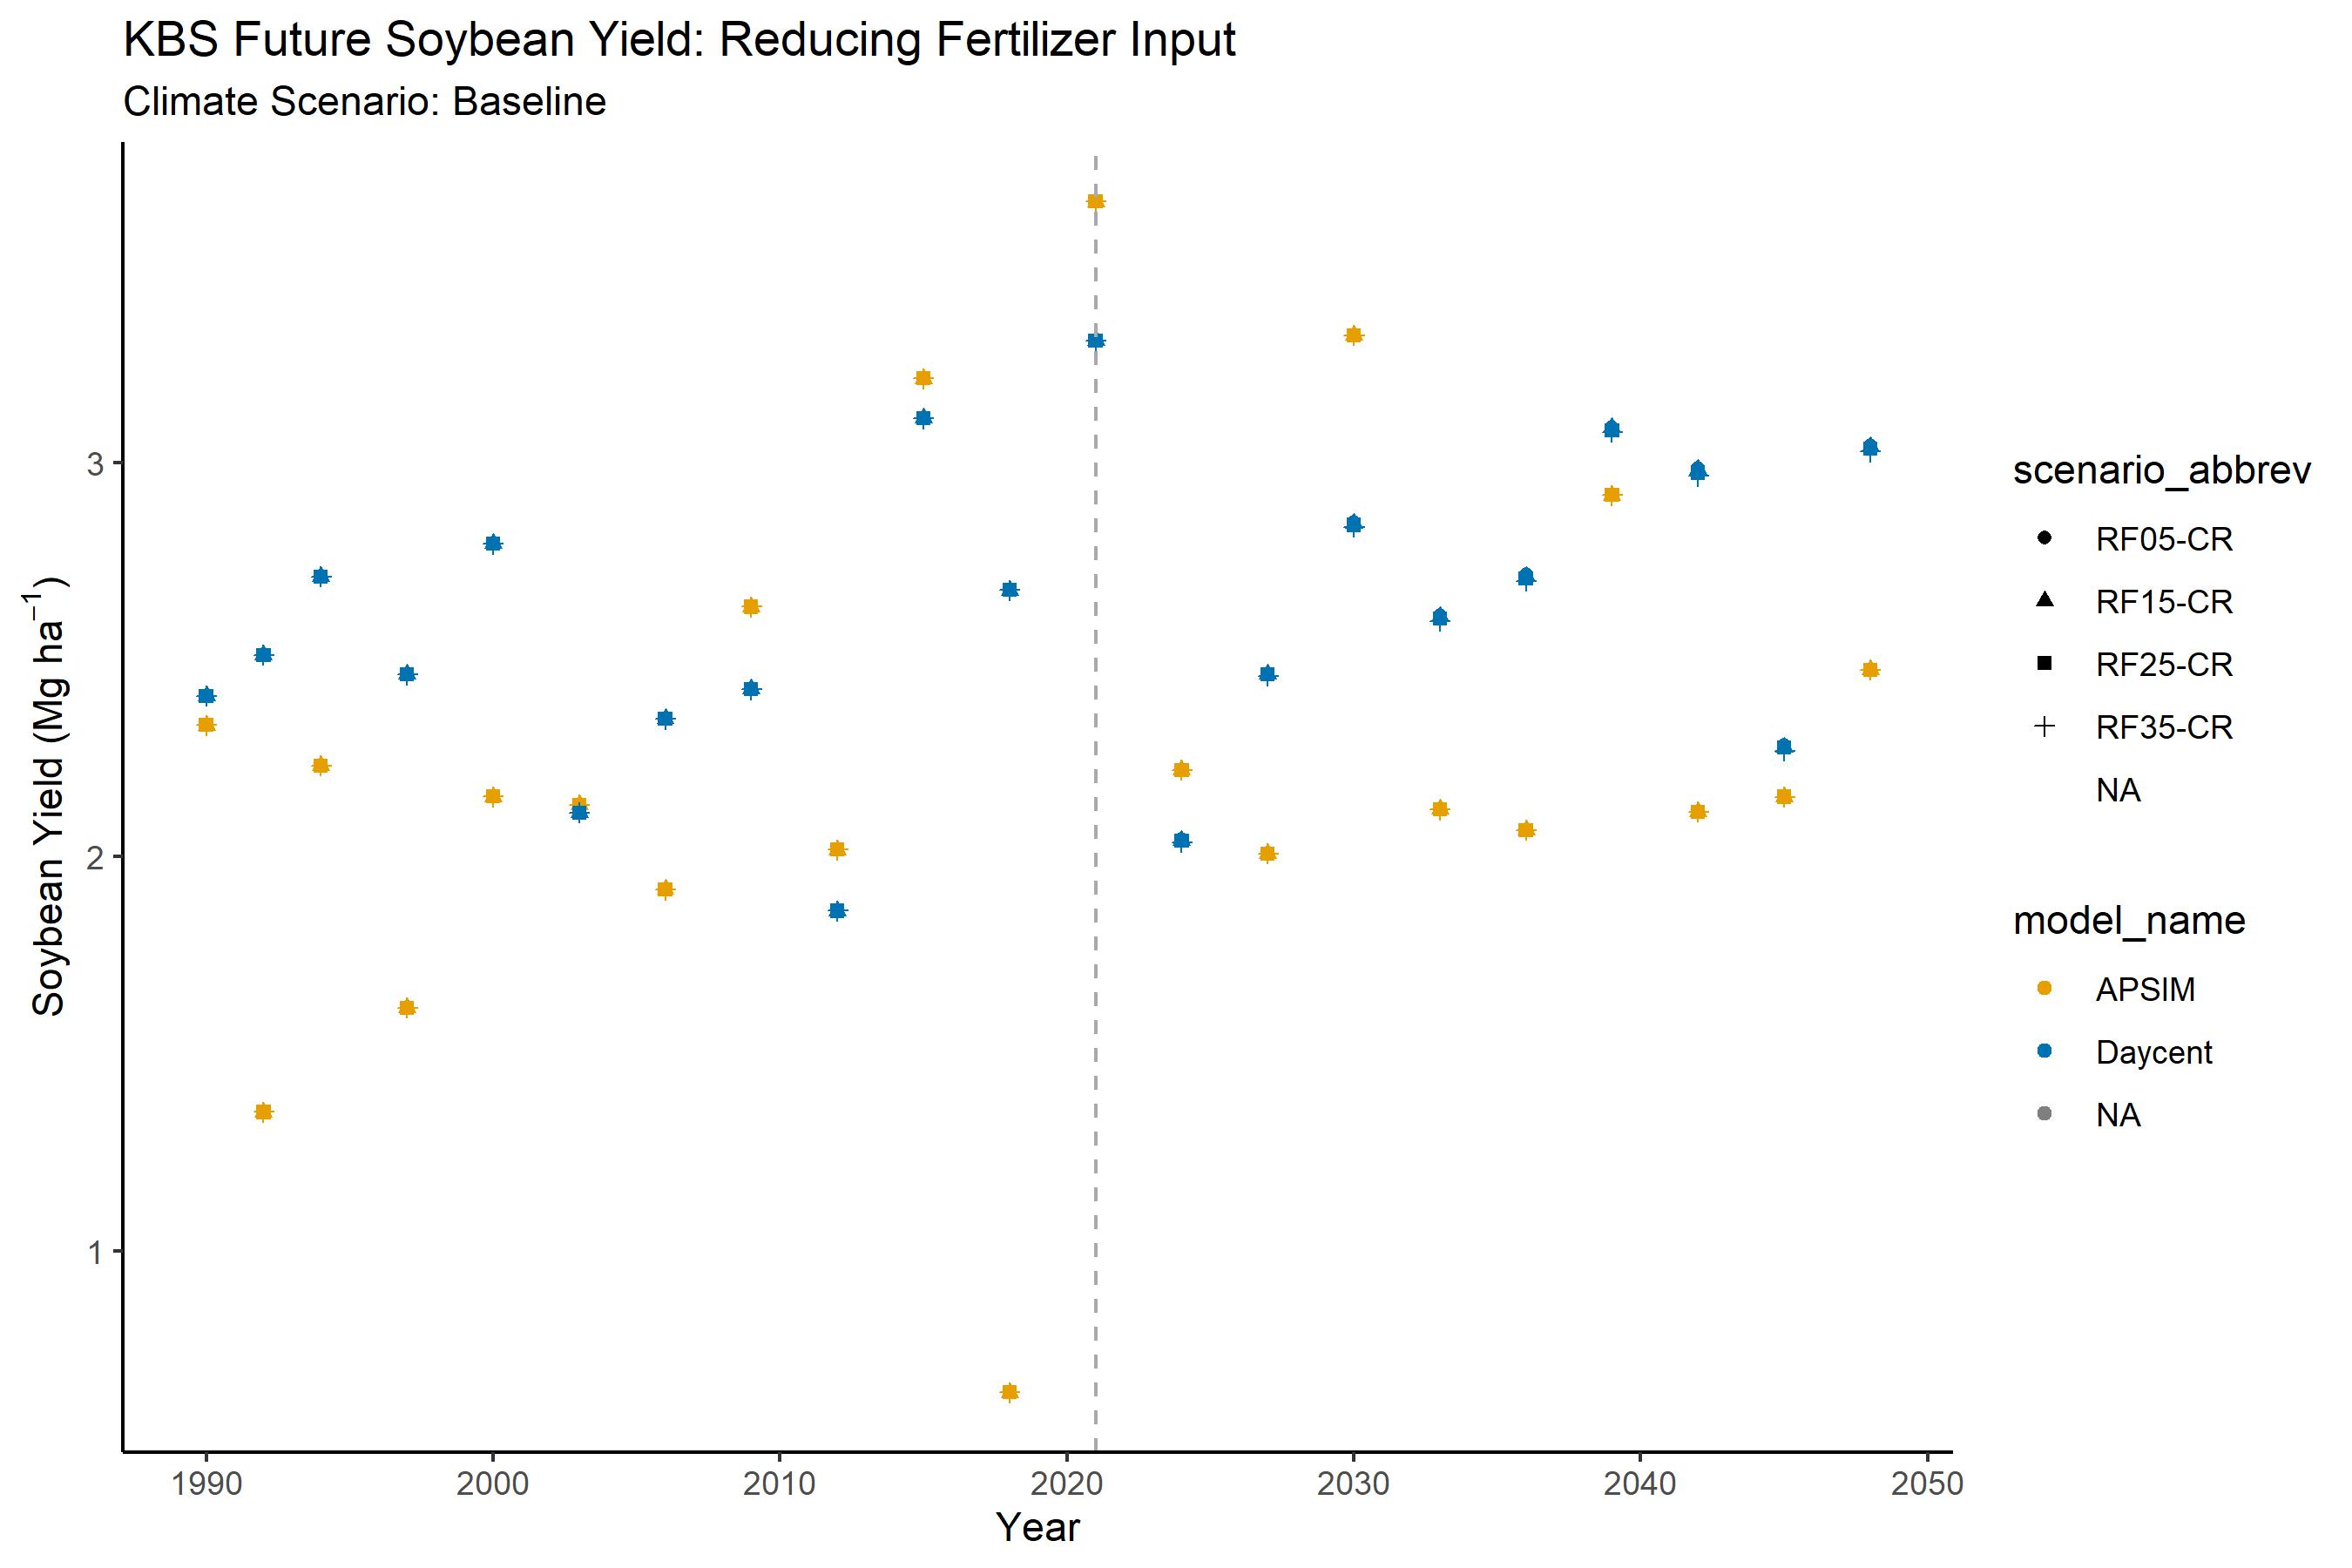 KBS Future Soybean Yield: Reducing Fertilizer Input
Climate Scenario: Baseline
Soybean Yield (Mg ha⁻¹)
3
2
1
1990 2000 2010 2020 2030 2040 2050
Year
scenario_abbrev
RF05-CR
RF15-CR
RF25-CR
RF35-CR
NA
model_name
APSIM
Daycent
NA